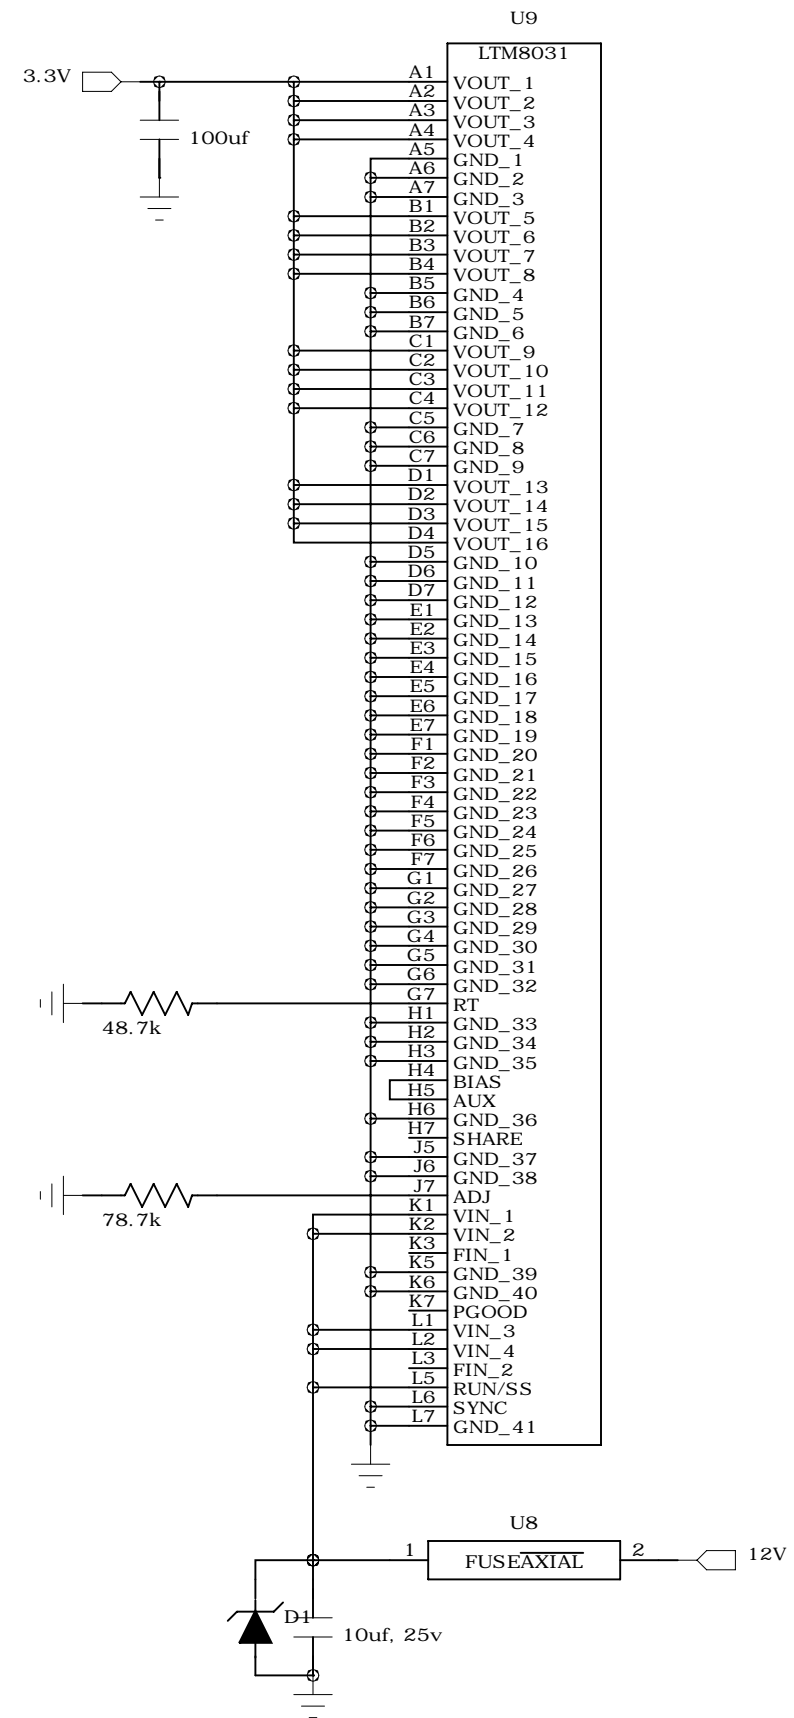 U9
LTM8031
3.3V
100uf
A1 VOUT_1
A2 VOUT_2
A3 VOUT_3
A4 VOUT_4
A5 GND_1
A6 GND_2
A7 GND_3
B1 VOUT_5
B2 VOUT_6
B3 VOUT_7
B4 VOUT_8
B5 GND_4
B6 GND_5
B7 GND_6
C1 VOUT_9
C2 VOUT_10
C3 VOUT_11
C4 VOUT_12
C5 GND_7
C6 GND_8
C7 GND_9
D1 VOUT_13
D2 VOUT_14
D3 VOUT_15
D4 VOUT_16
D5 GND_10
D6 GND_11
D7 GND_12
E1 GND_13
E2 GND_14
E3 GND_15
E4 GND_16
E5 GND_17
E6 GND_18
E7 GND_19
F1 GND_20
F2 GND_21
F3 GND_22
F4 GND_23
F5 GND_24
F6 GND_25
F7 GND_26
G1 GND_27
G2 GND_28
G3 GND_29
G4 GND_30
G5 GND_31
G6 GND_32
G7 RT
48.7k
H1 GND_33
H2 GND_34
H3 GND_35
H4 BIAS
H5 AUX
H6 GND_36
H7 SHARE
J5 GND_37
J6 GND_38
J7 ADJ
78.7k
K1 VIN_1
K2 VIN_2
K3 FIN_1
K5 GND_39
K6 GND_40
K7 PGOOD
L1 VIN_3
L2 VIN_4
L3 FIN_2
L5 RUN/SS
L6 SYNC
L7 GND_41
U8
1 FUSEAXIAL 2 12V
D1
10uf, 25v